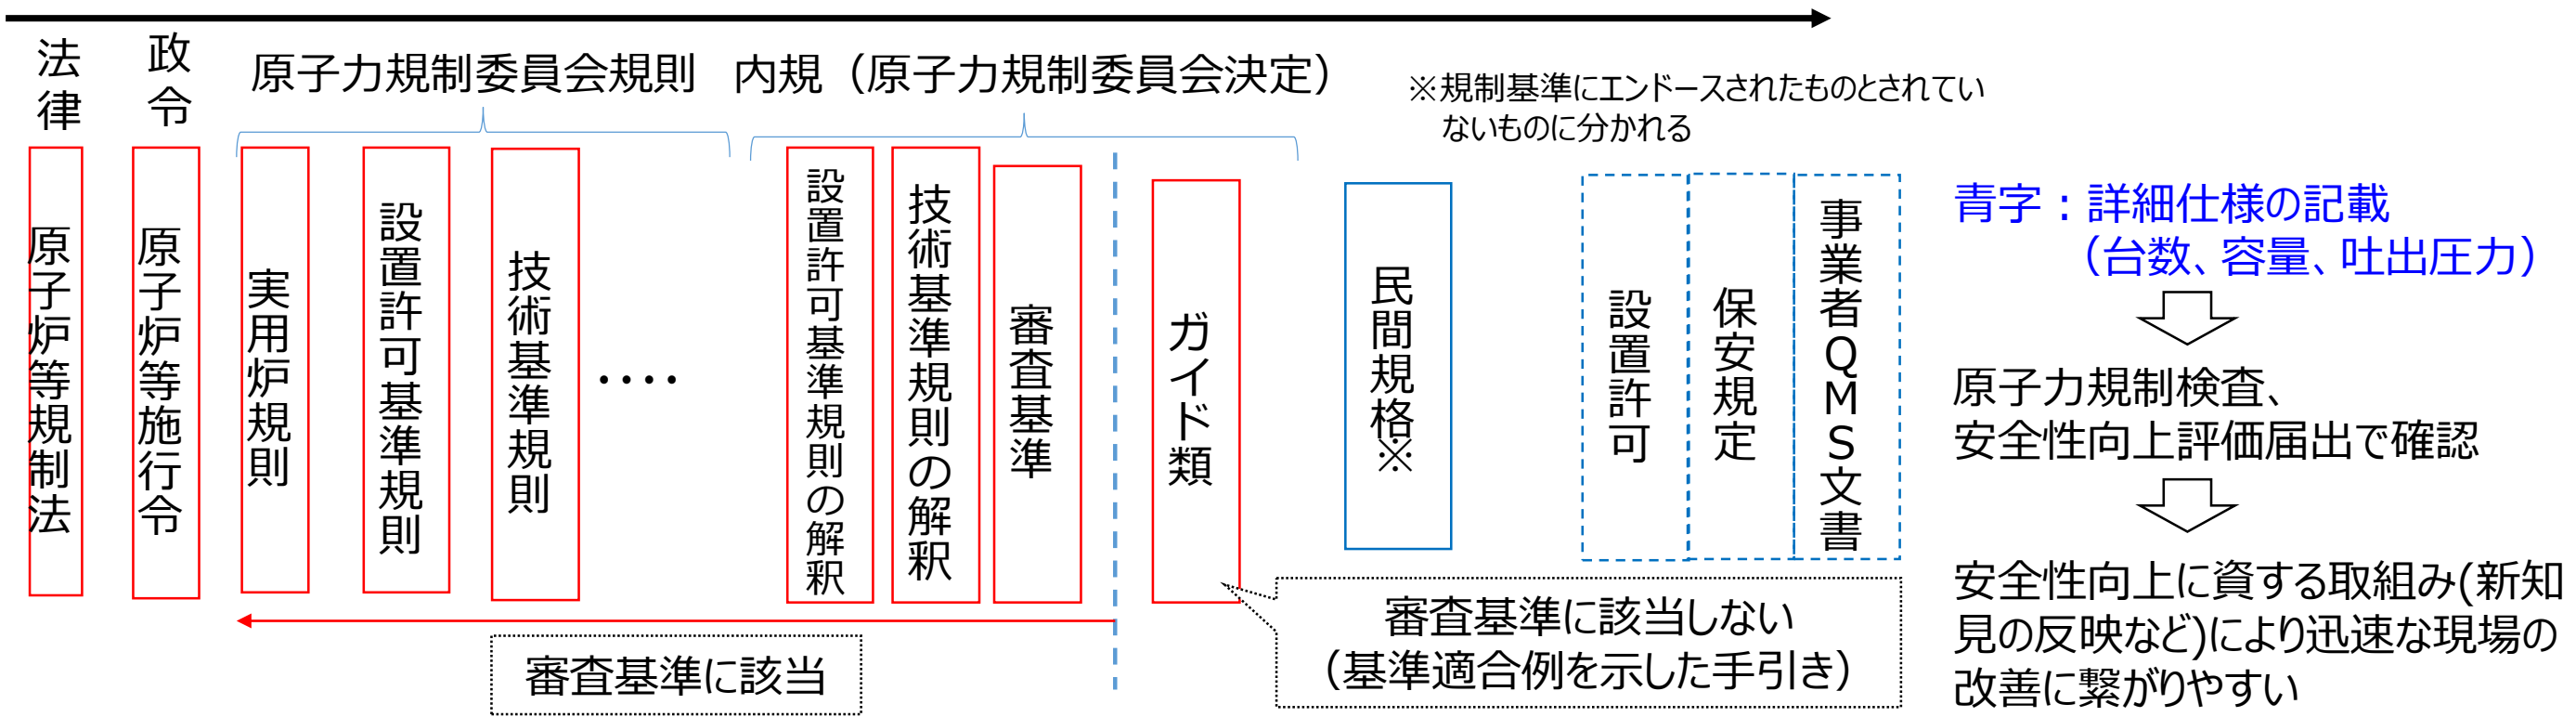 法律
政令
原子力規制委員会規則
内規（原子力規制委員会決定）
※規制基準にエンドースされたものとされてい
ないものに分かれる
原子炉等規制法
原子炉等施行令
実用炉規則
設置許可基準規則
技術基準規則
‥‥
設置許可基準規則の解釈
技術基準規則の解釈
審査基準
ガイド類
民間規格※
設置許可
保安規定
事業者ＱＭＳ文書
審査基準に該当
審査基準に該当しない
（基準適合例を示した手引き）
青字：詳細仕様の記載
（台数、容量、吐出圧力）
原子力規制検査、
安全性向上評価届出で確認
安全性向上に資する取組み(新知
見の反映など)により迅速な現場の
改善に繋がりやすい